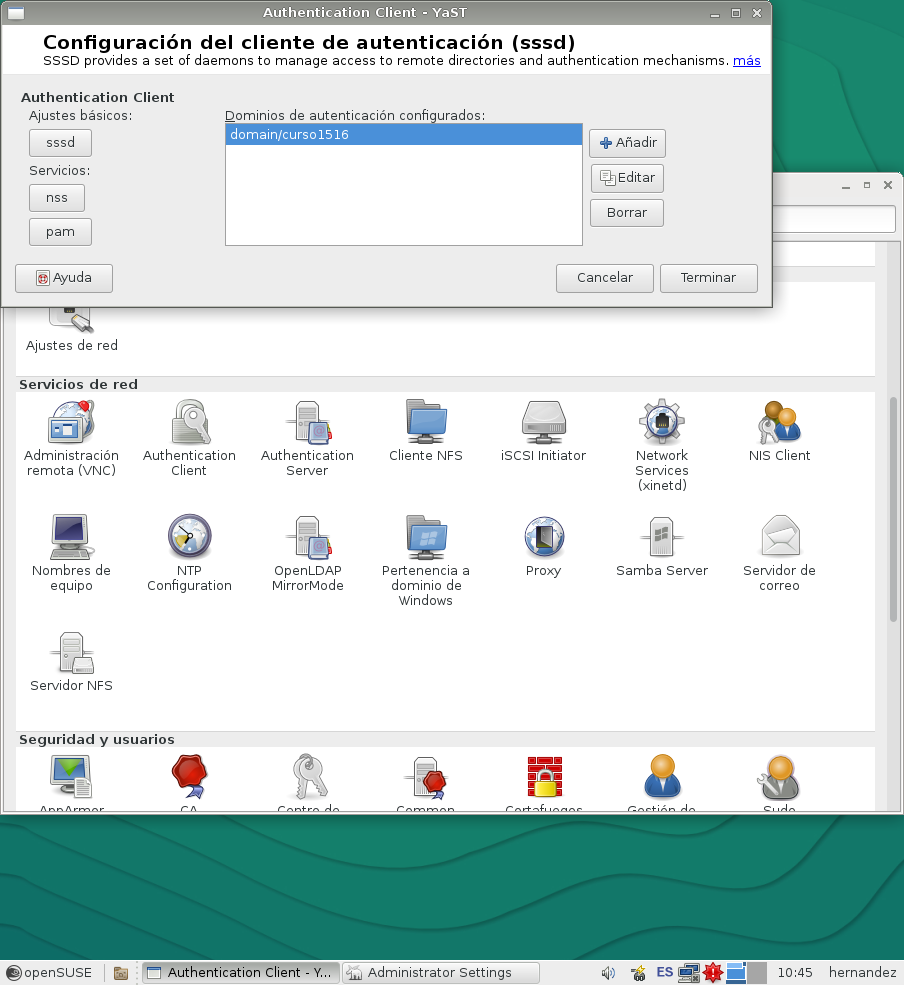 Authentication Client - YaST
Configuración del cliente de autenticación (sssd)
SSSD provides a set of daemons to manage access to remote directories and authentication mechanisms. más
Authentication Client
Ajustes básicos:
sssd
Servicios:
nss
pam
Dominios de autenticación configurados:
domain/curso1516
Añadir
Editar
Borrar
Ayuda
Cancelar
Terminar
Ajustes de red
Servicios de red
Administración
remota (VNC)
Authentication
Client
Authentication
Server
Cliente NFS
iSCSI Initiator
Network
Services
(xinetd)
NIS Client
Nombres de
equipo
NTP
Configuration
OpenLDAP
MirrorMode
Pertenencia a
dominio de
Windows
Proxy
Samba Server
Servidor de
correo
Servidor NFS
Seguridad y usuarios
AppArmor
CA
Centro de
Common
Cortafuegos
Gestión de
Sudo
openSUSE
Authentication Client - Y...
Administrator Settings
ES
10:45
hernandez